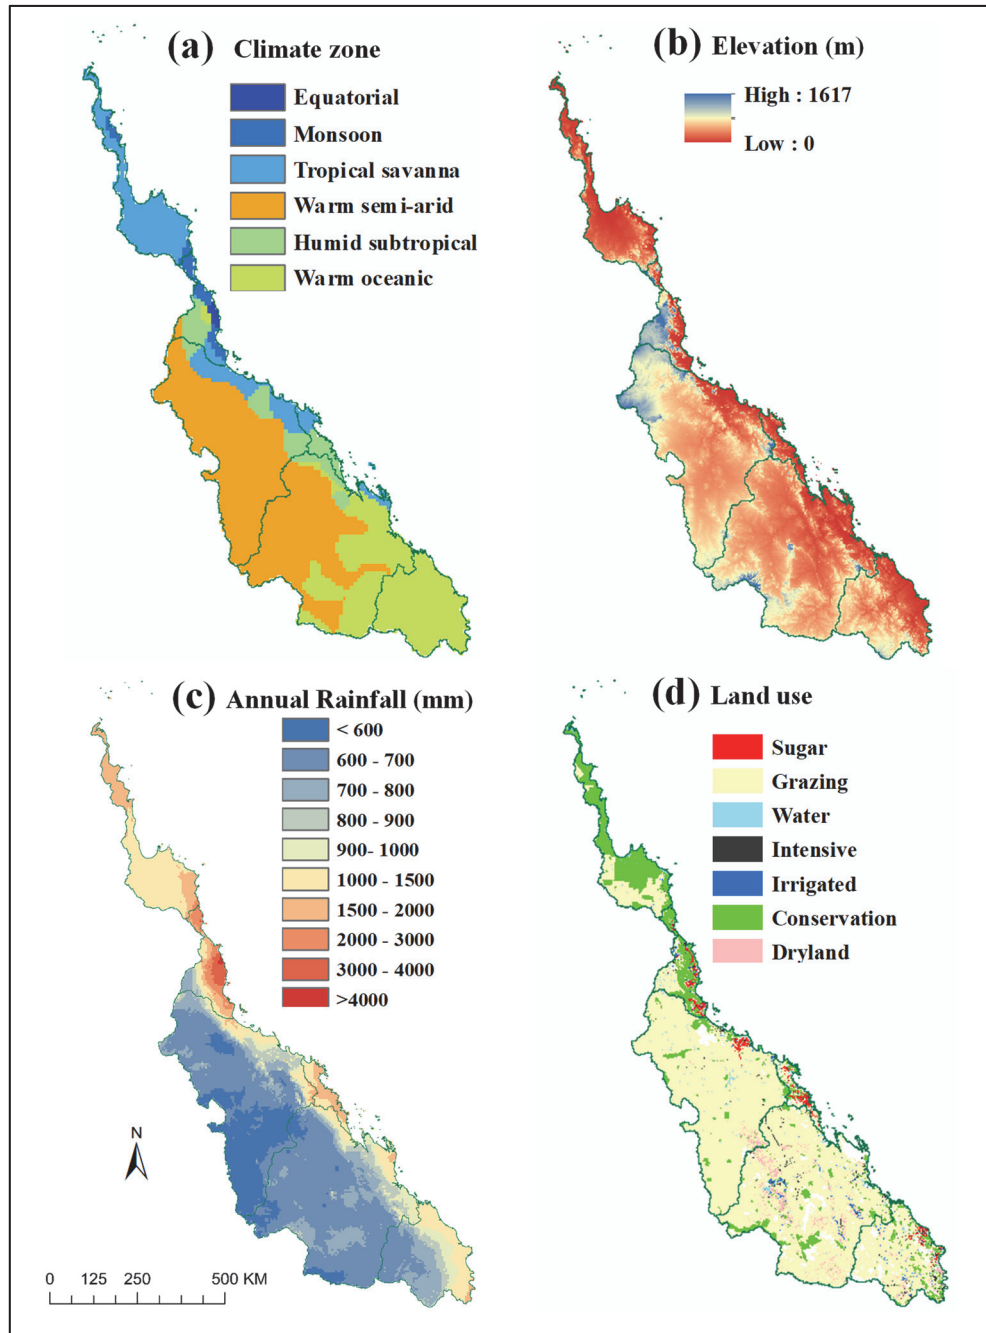 (a) Climate zone
Equatorial
Monsoon
Tropical savanna
Warm semi-arid
Humid subtropical
Warm oceanic
(b) Elevation (m)
High : 1617
Low : 0
(c) Annual Rainfall (mm)
< 600
600 - 700
700 - 800
800 - 900
900- 1000
1000 - 1500
1500 - 2000
2000 - 3000
3000 - 4000
>4000
N
0 125 250 500 KM
(d) Land use
Sugar
Grazing
Water
Intensive
Irrigated
Conservation
Dryland